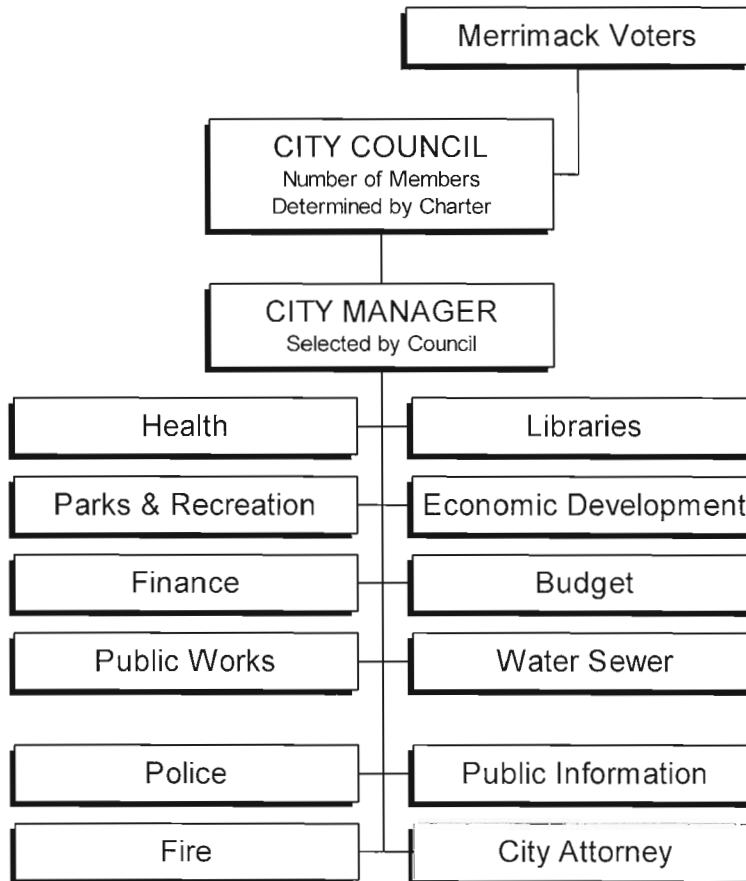 Merrimack Voters
CITY COUNCIL
Number of Members
Determined by Charter
CITY MANAGER
Selected by Council
Health
Libraries
Parks & Recreation
Economic Development
Finance
Budget
Public Works
Water Sewer
Police
Public Information
Fire
City Attorney